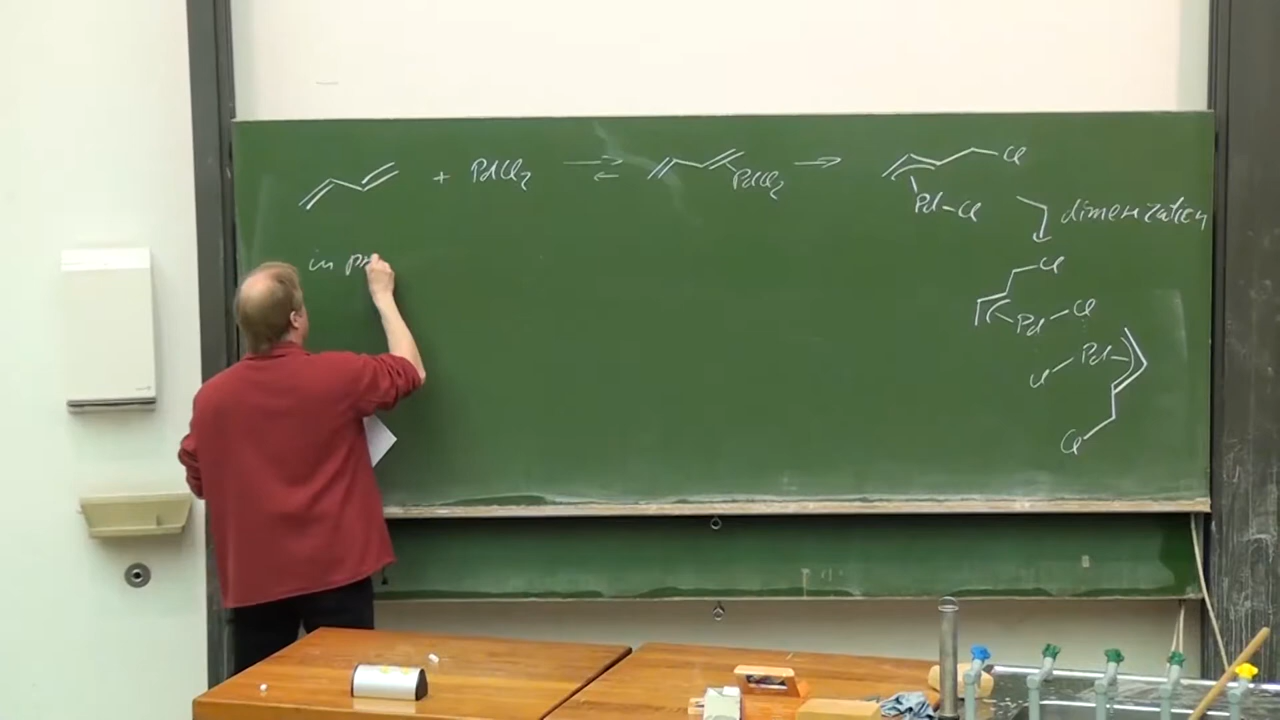 + PdCl2 PdCl2 Cl
Pd-Cl
dimerization
in pr
Cl
Pd Cl
Cl Pd
Cl